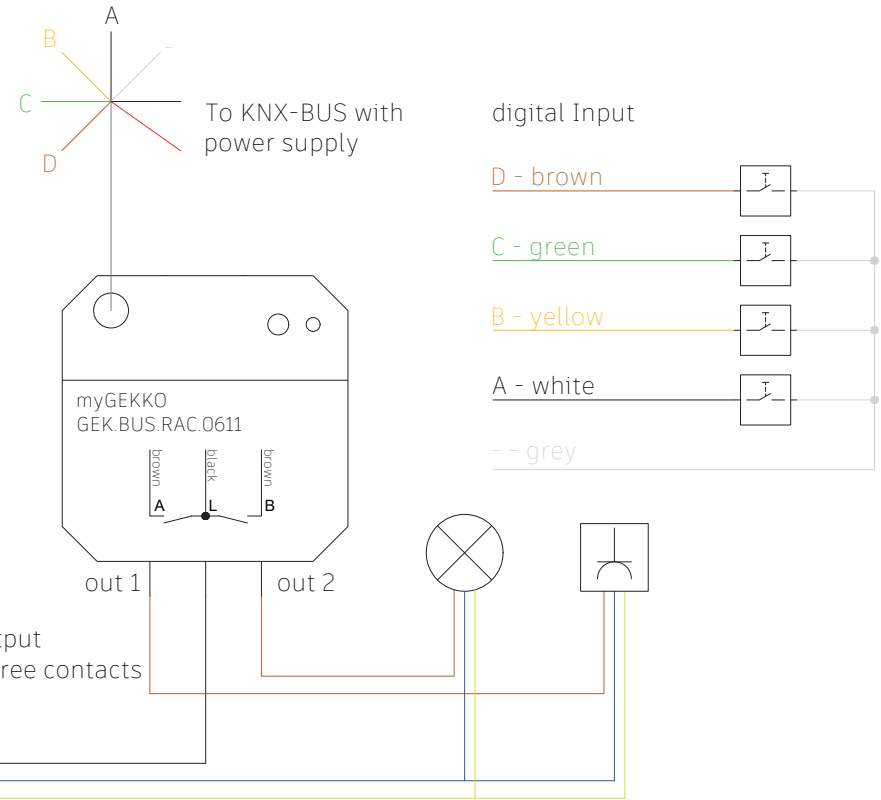 A
B
-
C
D
To KNX-BUS with
power supply
digital Input
D - brown
C - green
B - yellow
A - white
- - grey
myGEKKO
GEK.BUS.RAC.0611
brown
black
brown
A
L
B
out 1
out 2
tput
ree contacts